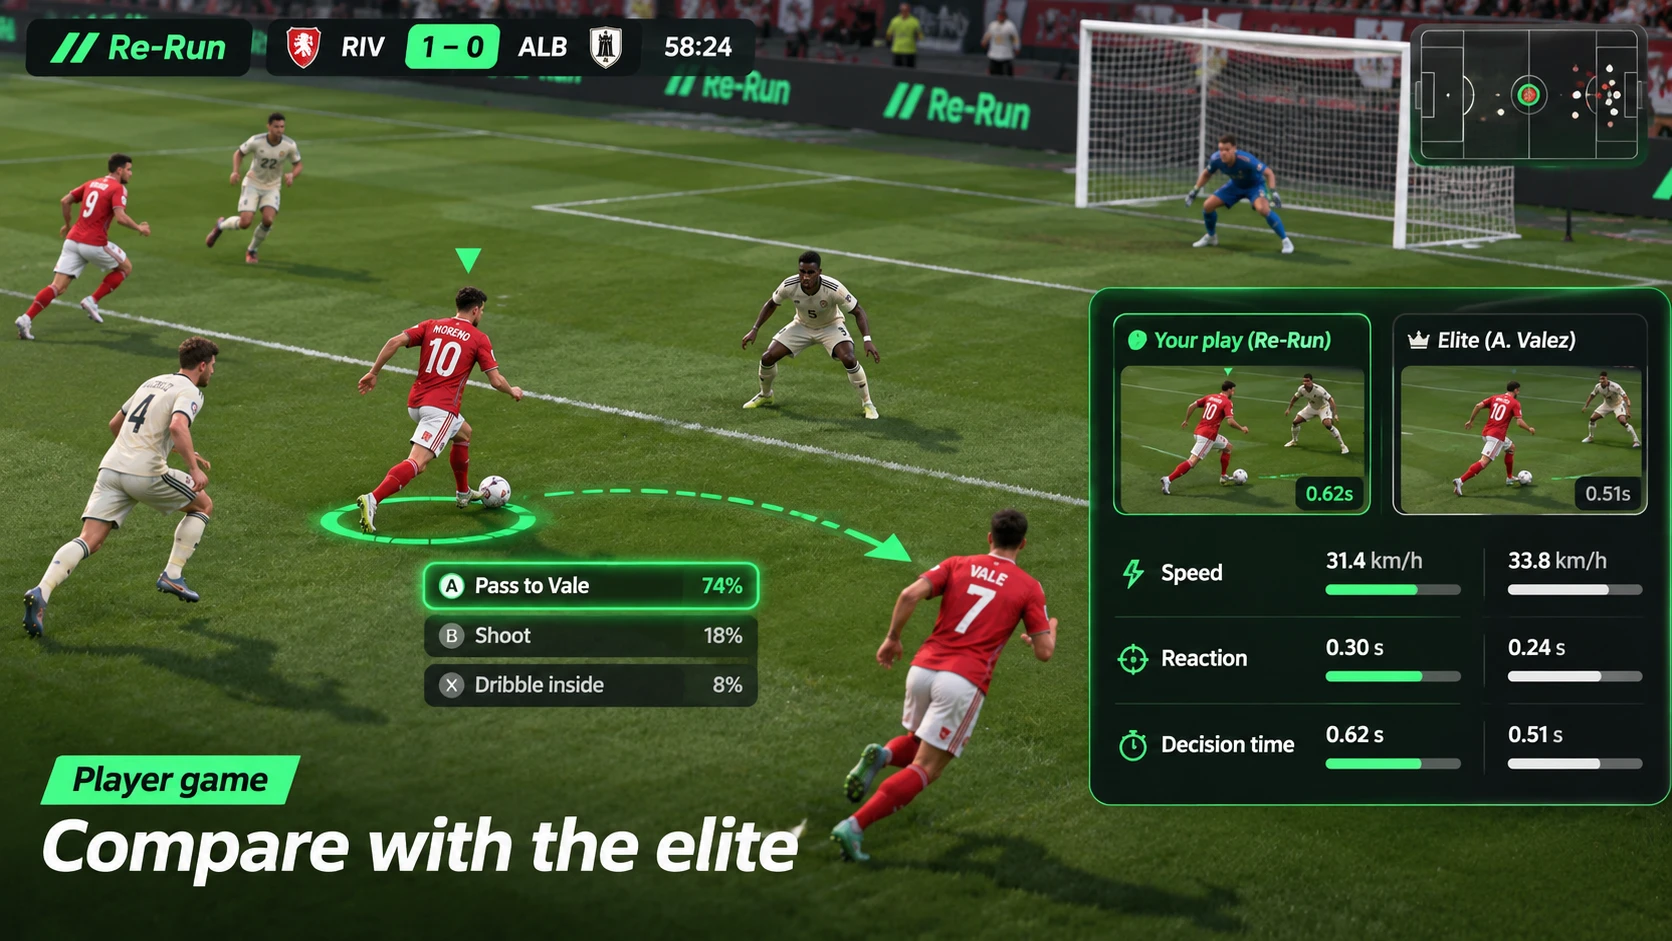 Re-Run
RIV 1 – 0 ALB 58:24
Re-Run
Re-Run
22
9
5
MORENO
10
4
VALE
7
Your play (Re-Run)
10
0.62s
Elite (A. Valez)
10
0.51s
Speed 31.4 km/h 33.8 km/h
Reaction 0.30 s 0.24 s
Decision time 0.62 s 0.51 s
A Pass to Vale 74%
B Shoot 18%
X Dribble inside 8%
Player game
Compare with the elite